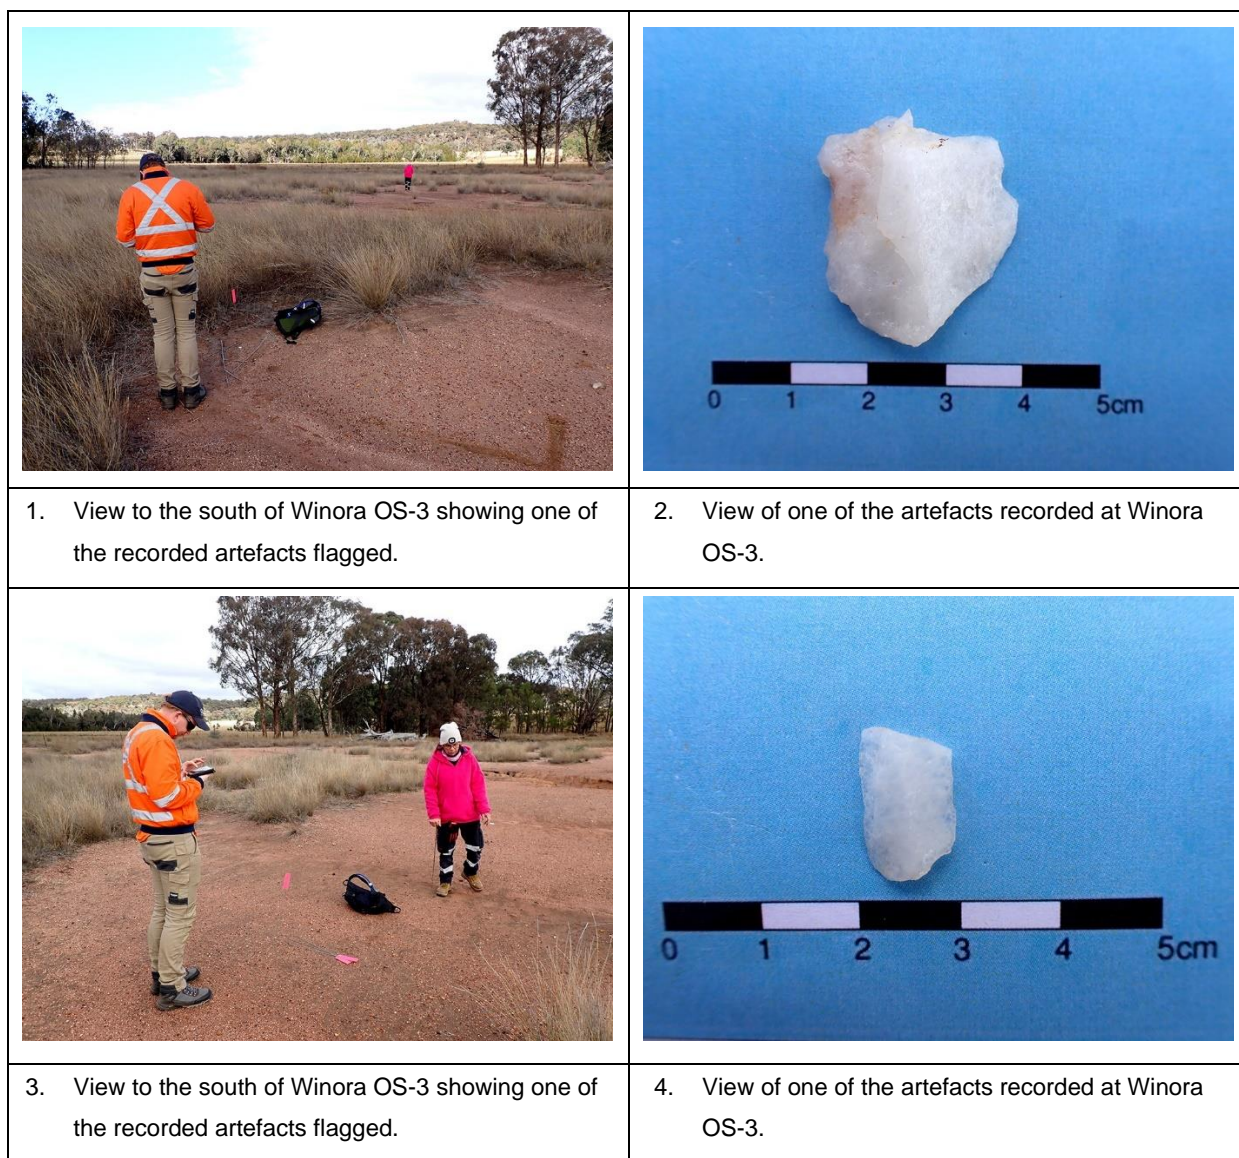 0 1 2 3 4 5cm
1. View to the south of Winora OS-3 showing one of
the recorded artefacts flagged.
2. View of one of the artefacts recorded at Winora
OS-3.
0 1 2 3 4 5cm
3. View to the south of Winora OS-3 showing one of
the recorded artefacts flagged.
4. View of one of the artefacts recorded at Winora
OS-3.